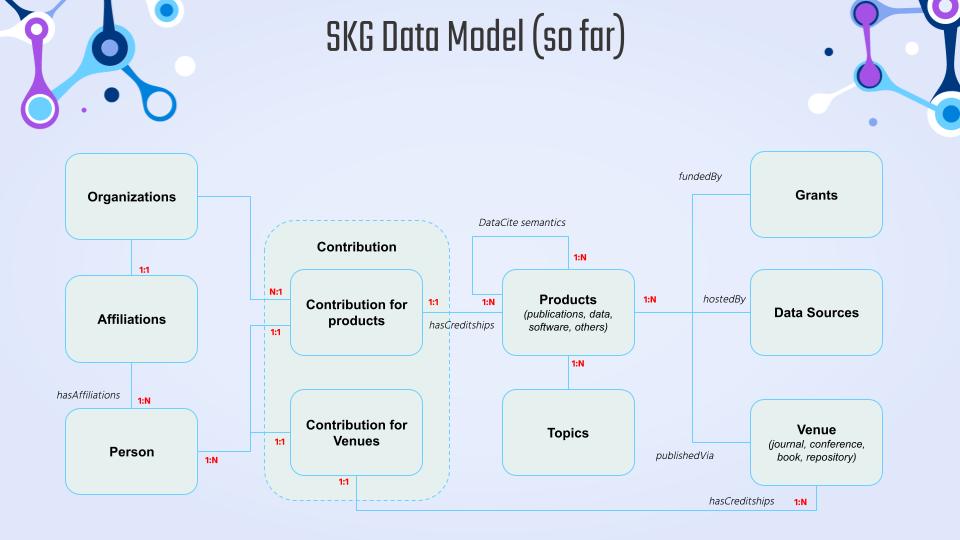 SKG Data Model (so far)
Organizations
1:1
Affiliations
hasAffiliations
1:N
Person
1:N
Contribution
N:1
Contribution for
products
1:1
1:1
hasCreditships
Contribution for
Venues
1:1
1:1
DataCite semantics
1:N
1:N
Products
(publications, data,
software, others)
1:N
1:N
Topics
fundedBy
Grants
hostedBy
Data Sources
publishedVia
Venue
(journal, conference,
book, repository)
hasCreditships
1:N